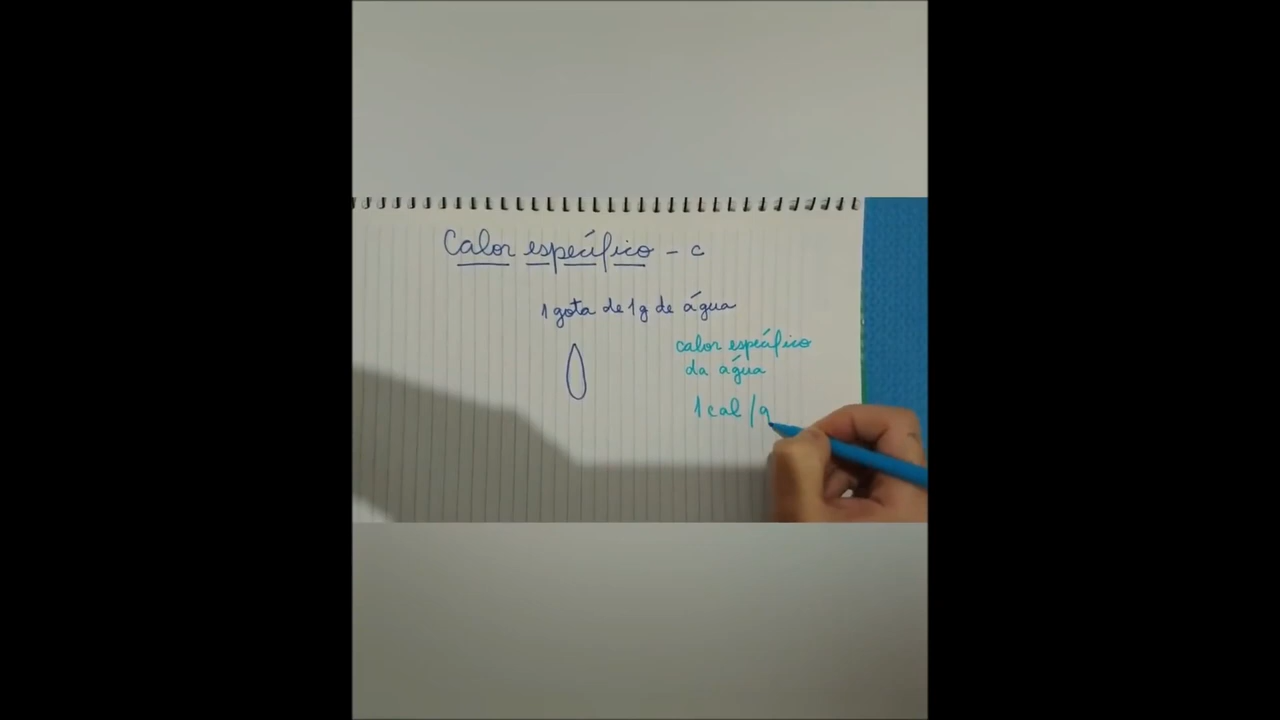 Calor específico - c
1 gota de 1g de água
calor específico
da água
1 cal/g